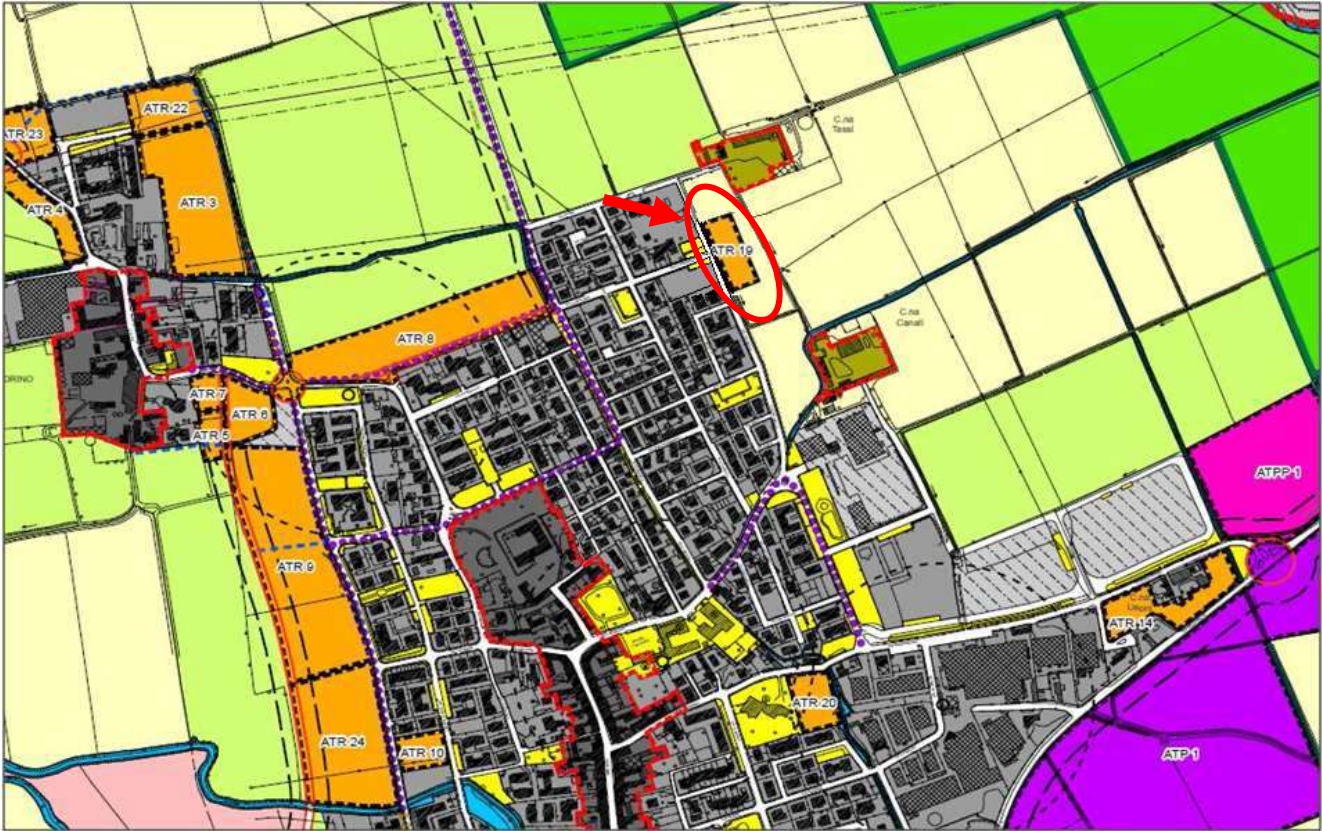 ATR 22
ATR 23
ATR 3
ATR 4
C.na
Tassi
ATR 19
C.na
Canali
ATR 8
ATR 7
ATR 6
ATR 5
ATPP 1
ATR 9
ATR 14
ATR 20
ATR 24
ATR 10
ATP 1